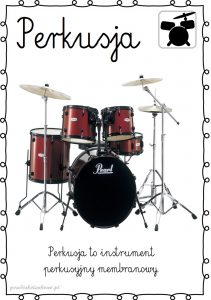 Perkusja
Pearl
Perkusja to instrument
perkusyjny membranowy